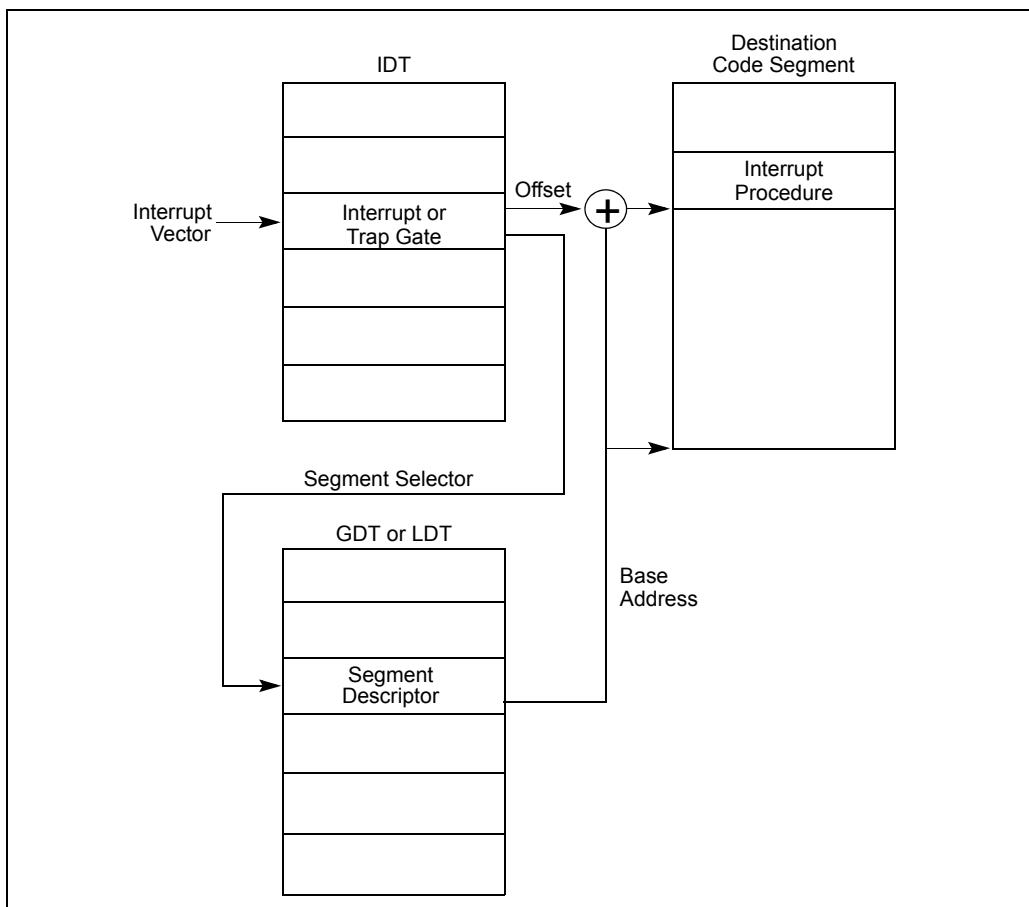 IDT
Destination
Code Segment
Interrupt
Vector
Interrupt or
Trap Gate
Offset
+
Interrupt
Procedure
Segment Selector
GDT or LDT
Segment
Descriptor
Base
Address